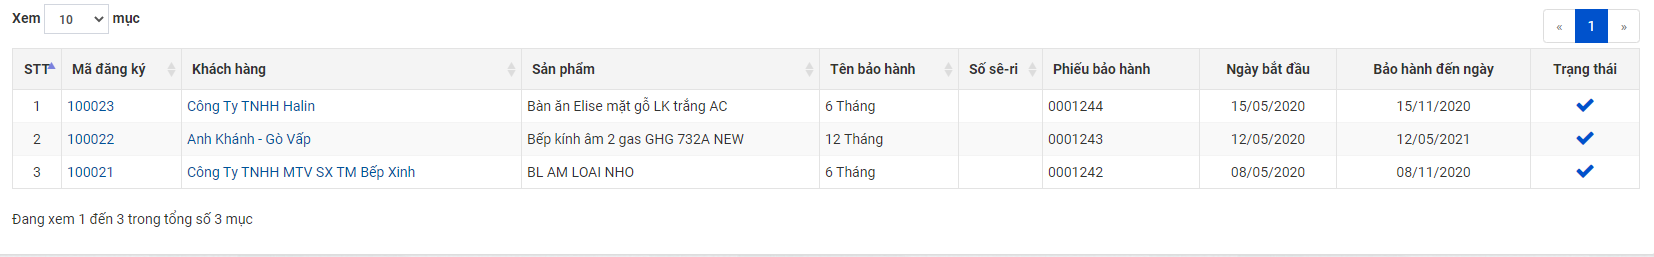 Xem 10 mục
« 1 »
STT Mã đăng ký Khách hàng Sản phẩm Tên bảo hành Số sê-ri Phiếu bảo hành Ngày bắt đầu Bảo hành đến ngày Trạng thái
1 100023 Công Ty TNHH Halin Bàn ăn Elise mặt gỗ LK trắng AC 6 Tháng 0001244 15/05/2020 15/11/2020
2 100022 Anh Khánh - Gò Vấp Bếp kính âm 2 gas GHG 732A NEW 12 Tháng 0001243 12/05/2020 12/05/2021
3 100021 Công Ty TNHH MTV SX TM Bếp Xinh BL AM LOAI NHO 6 Tháng 0001242 08/05/2020 08/11/2020
Đang xem 1 đến 3 trong tổng số 3 mục